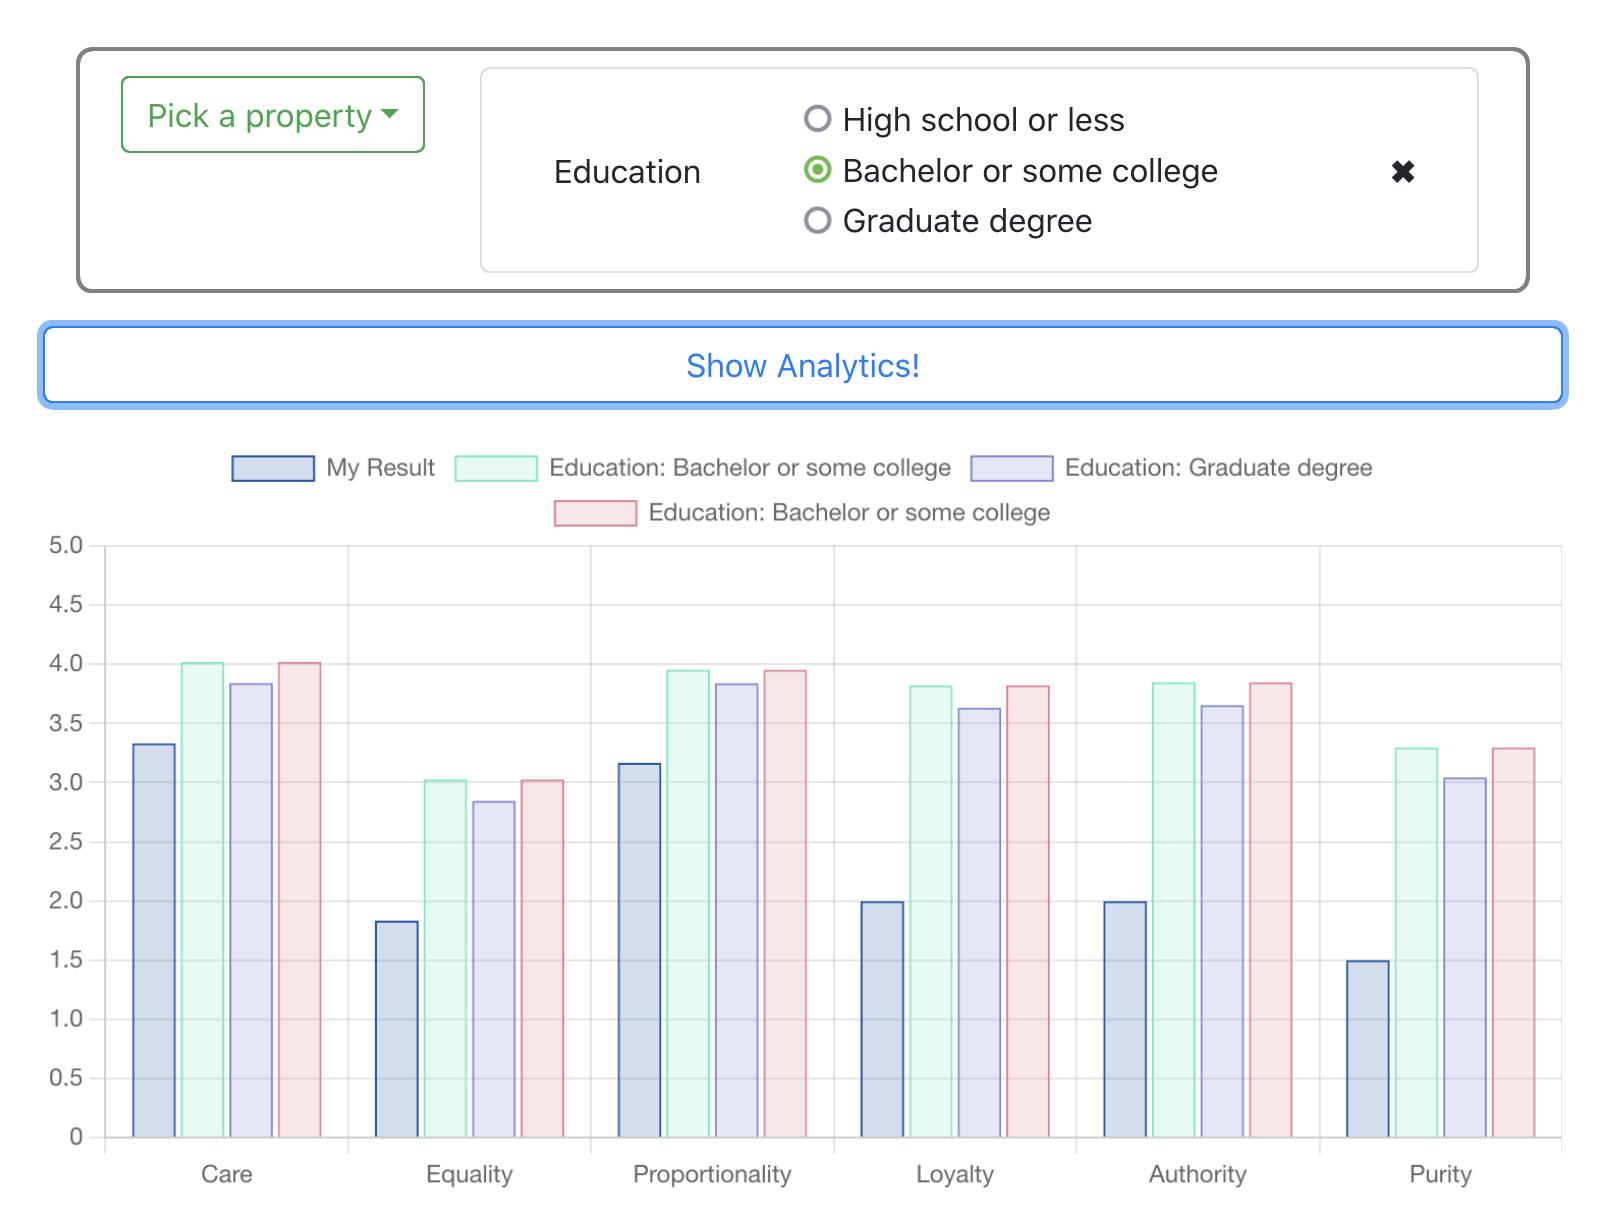 Pick a property
Education
High school or less
Bachelor or some college
✖
Graduate degree
Show Analytics!
My Result
Education: Bachelor or some college
Education: Graduate degree
Education: Bachelor or some college
5.0
4.5
4.0
3.5
3.0
2.5
2.0
1.5
1.0
0.5
0
Care
Equality
Proportionality
Loyalty
Authority
Purity